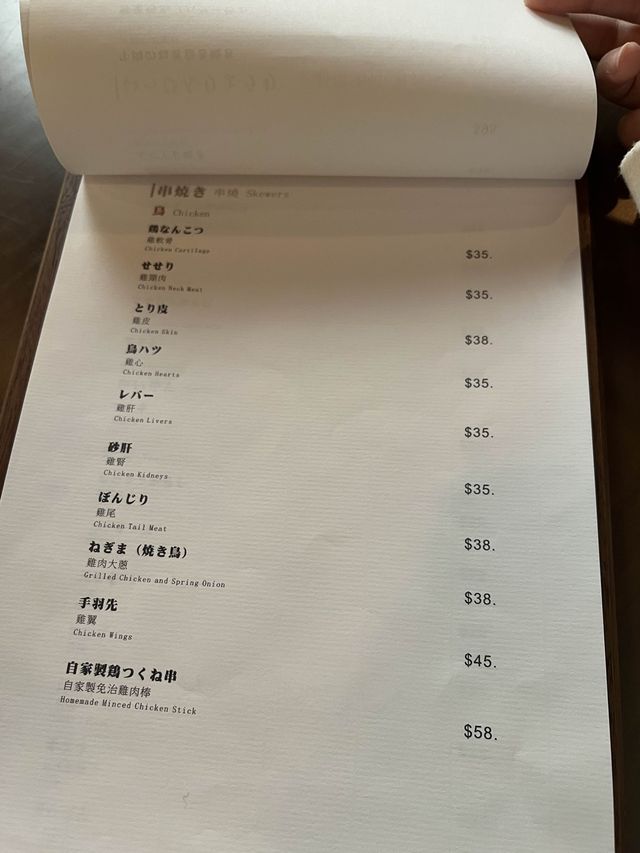 串焼き 串燒 Skewers
鳥 Chicken
鶏なんこつ
雞軟骨
Chicken Cartilage
$35.
せせり
雞頸肉
Chicken Neck Meat
$35.
とり皮
雞皮
Chicken Skin
$38.
鳥ハツ
雞心
Chicken Hearts
$35.
レバー
雞肝
Chicken Livers
$35.
砂肝
雞腎
Chicken Kidneys
$35.
ぼんじり
雞尾
Chicken Tail Meat
$38.
ねぎま（焼き鳥）
雞肉大蔥
Grilled Chicken and Spring Onion
$38.
手羽先
雞翼
Chicken Wings
$45.
自家製鶏つくね串
自家製免治雞肉棒
Homemade Minced Chicken Stick
$58.